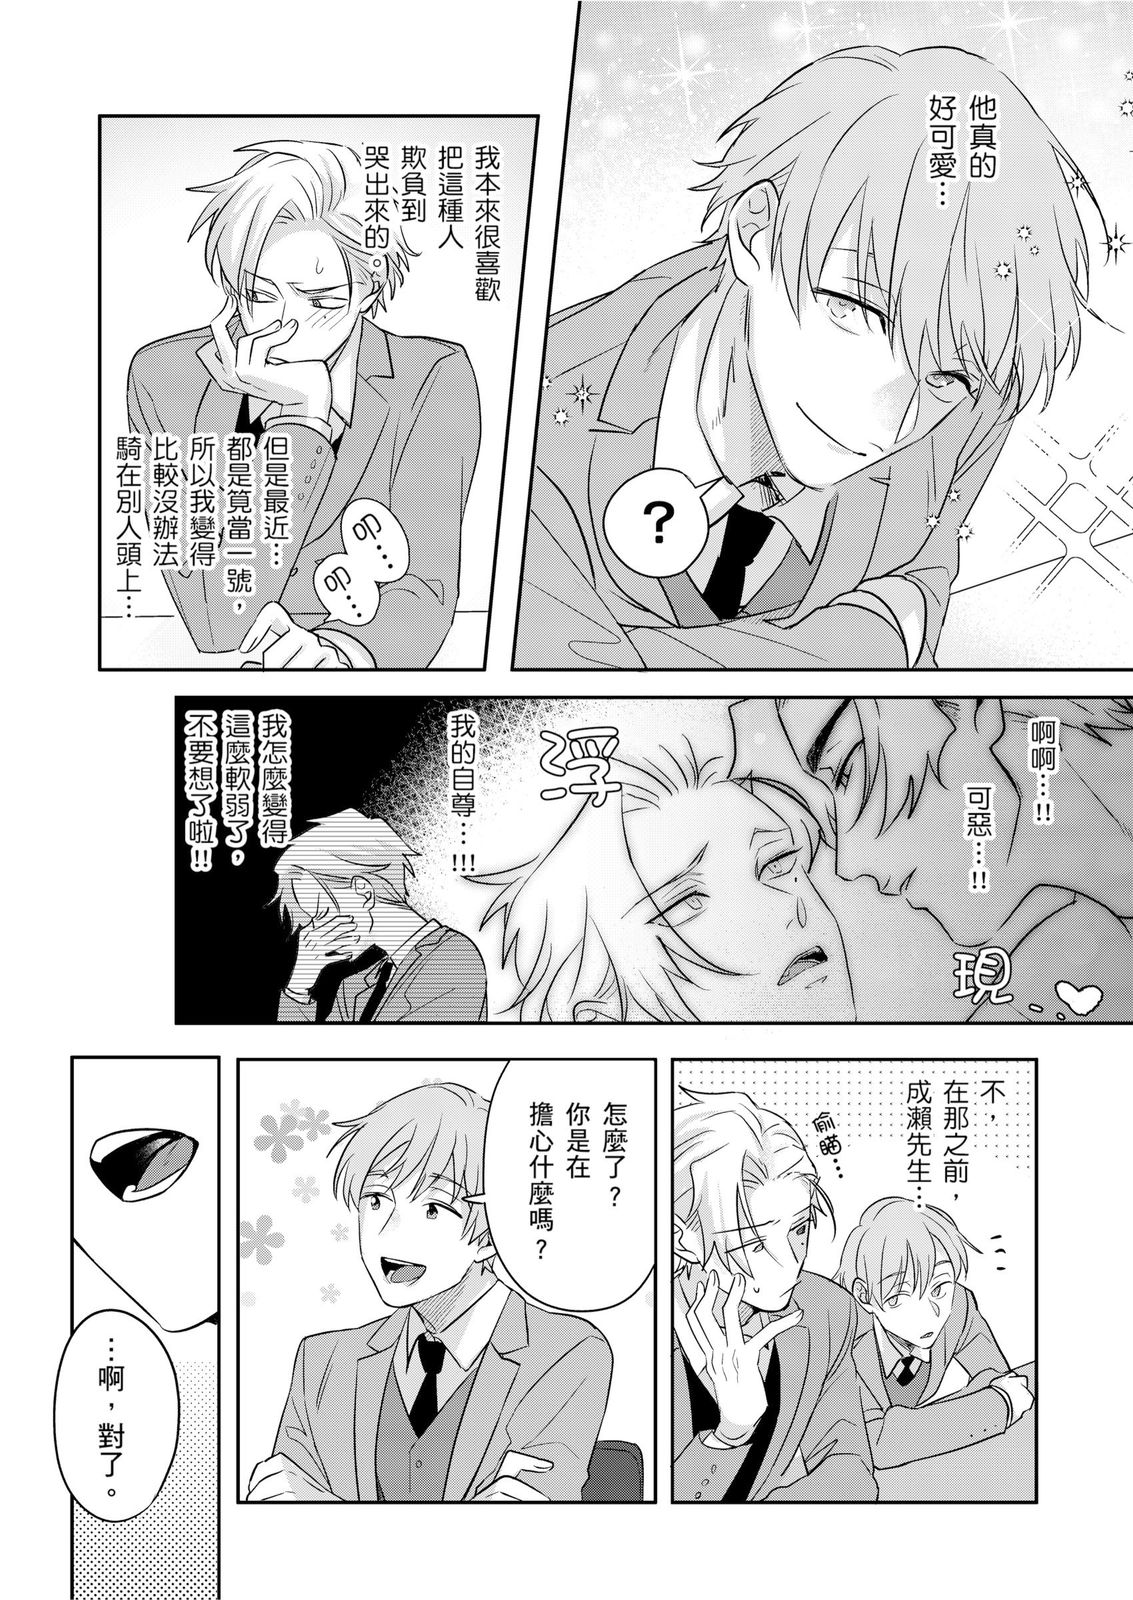 他真的
好可愛…
？
我本來很喜歡
把這種人
欺負到
哭出來的。
但是最近…
都是筧當一號，
所以我變得
比較沒辦法
騎在別人頭上…
叩…
叩…
啊啊…!!
可惡…!!
浮
現
我的自尊…!!!
我怎麼變得
這麼軟弱了，
不要想了啦!!
不，
在那之前，
成瀨先生…
偷瞄…
怎麼了？
你是在
擔心什麼嗎？
…啊，對了。